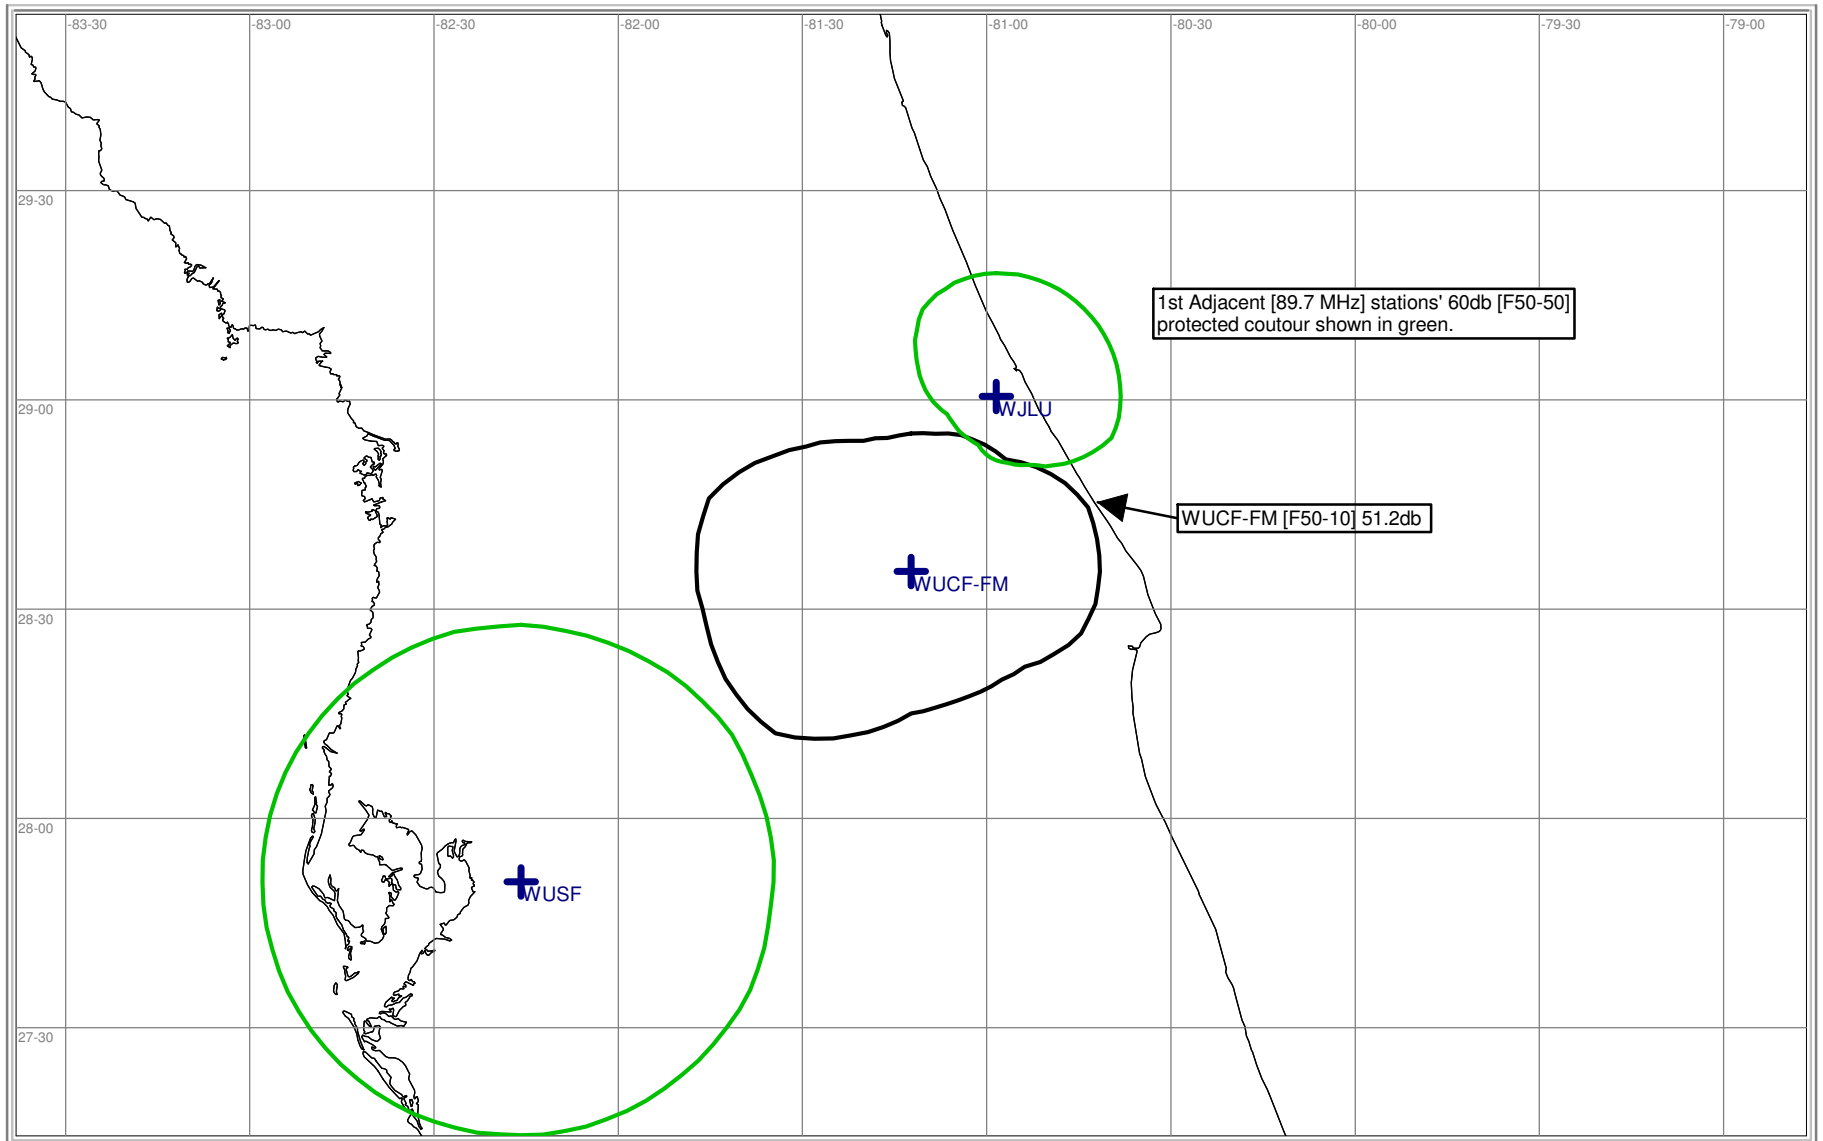 -83-30 -83-00 -82-30 -82-00 -81-30 -81-00 -80-30 -80-00 -79-30 -79-00
29-30
1st Adjacent [89.7 MHz] stations' 60db [F50-50]
protected coutour shown in green.
29-00
WJLU
WUCF-FM [F50-10] 51.2db
WUCF-FM
28-30
28-00
WUSF
27-30